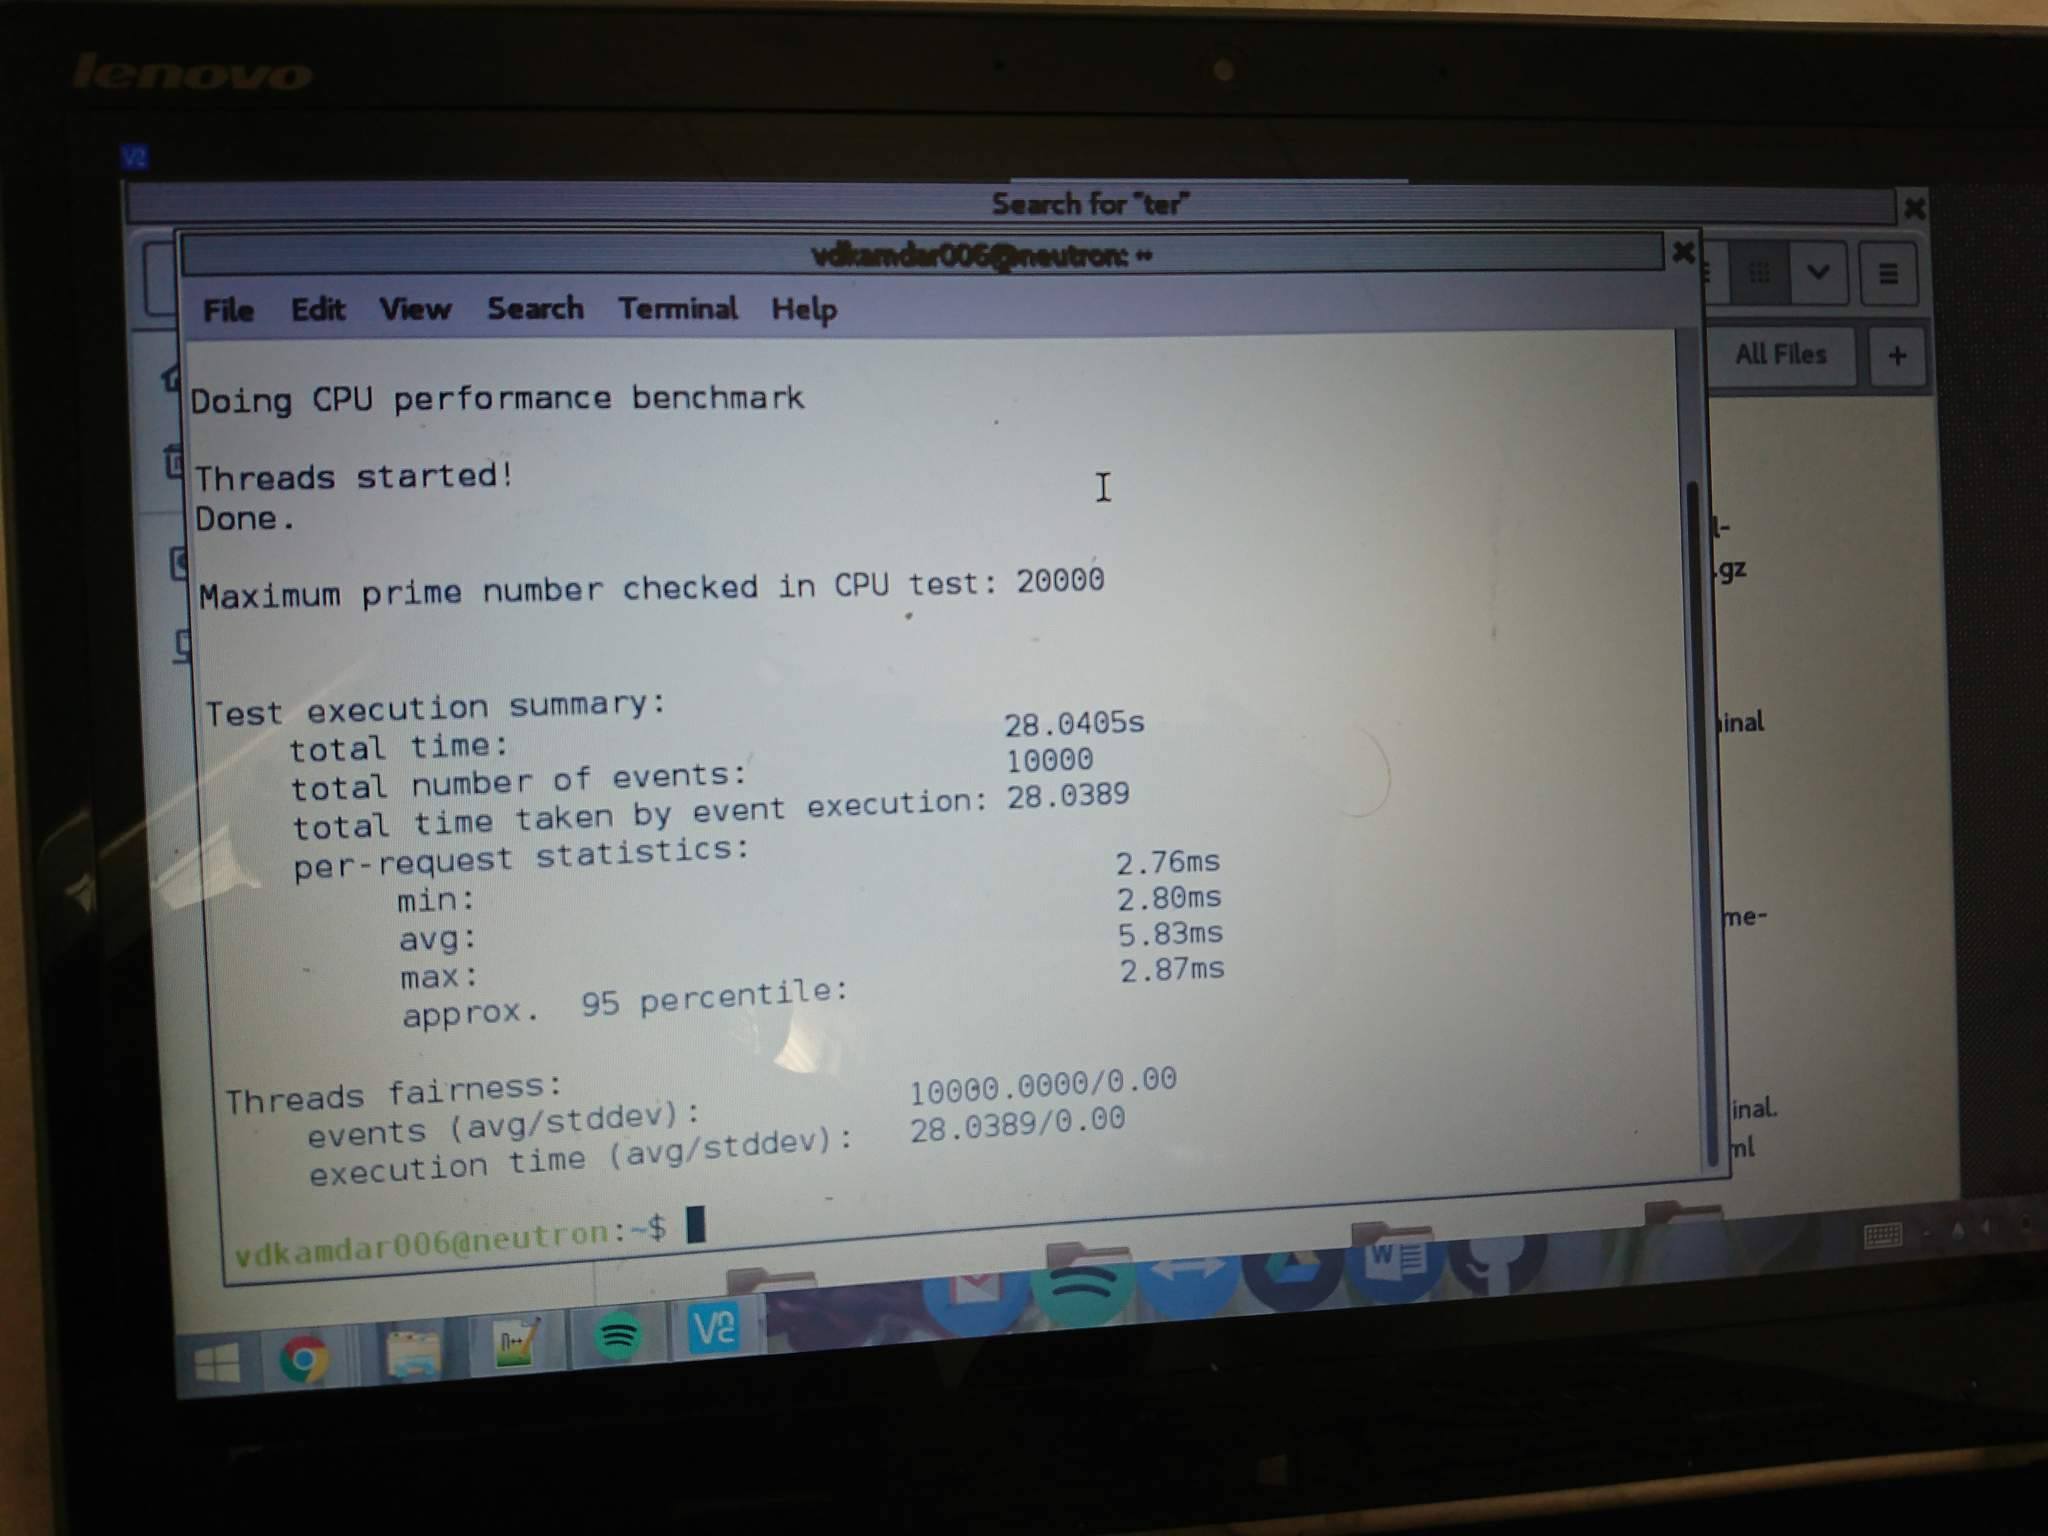 lenovo
V2
Search for "ter"
vdkamdar006@neutron: ~
File Edit View Search Terminal Help
All Files +
Doing CPU performance benchmark
Threads started!
Done.
Maximum prime number checked in CPU test: 20000
Test execution summary:
total time: 28.0405s
total number of events: 10000
total time taken by event execution: 28.0389
per-request statistics:
min: 2.76ms
avg: 2.80ms
max: 5.83ms
approx. 95 percentile: 2.87ms
Threads fairness:
events (avg/stddev): 10000.0000/0.00
execution time (avg/stddev): 28.0389/0.00
vdkamdar006@neutron:~$
l-
.gz
inal
me-
inal.
ml
W
n++
V2